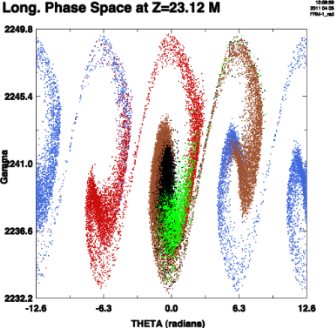 Long. Phase Space at Z=23.12 M
2249.8
2245.4
2241.0
2236.6
2232.2
Gamma
-12.6 -6.3 0.0 6.3 12.6
THETA (radians)